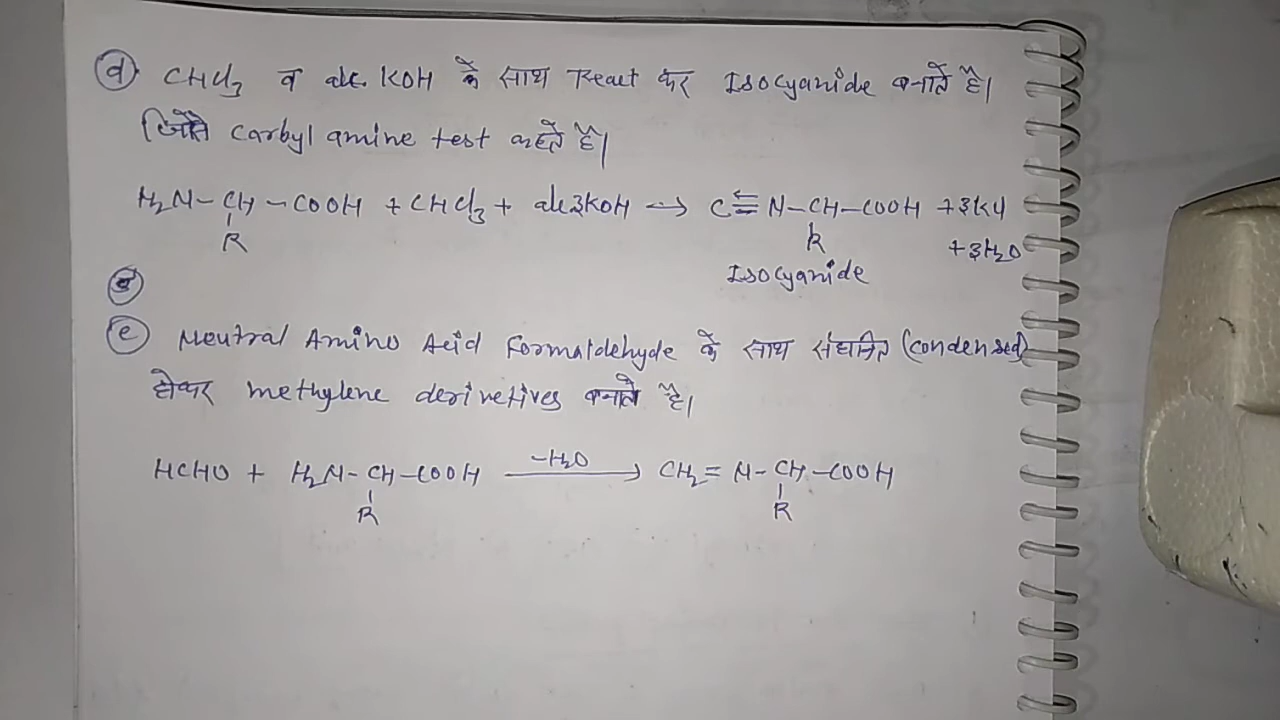 (d) CHCl3 व alc. KOH के साथ React कर Isocyanide बनाते है।
जिसे Carbyl amine test कहते है।
H2N-CH-COOH + CHCl3 + alc3KOH → C≡N-CH-COOH + 3KCl
R R + 3H2O
Isocyanide
(e) Neutral Amino Acid Formaldehyde के साथ संघनित (condensed)
होकर methylene derivetives बनाते है।
HCHO + H2N-CH-COOH -H2O → CH2=N-CH-COOH
R R